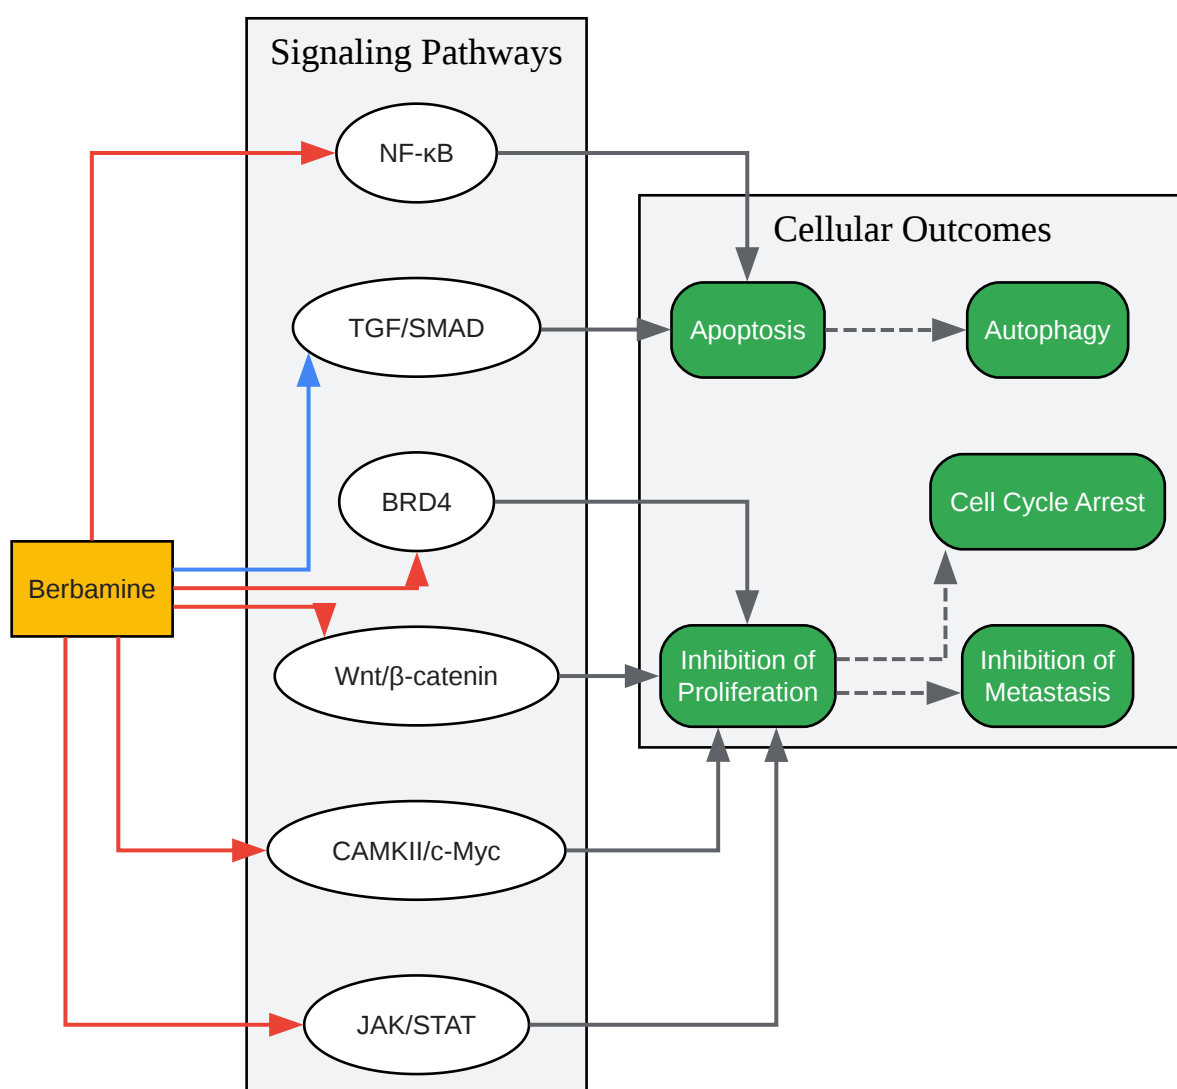 Signaling Pathways
NF-κB
Cellular Outcomes
TGF/SMAD
Apoptosis
Autophagy
BRD4
Cell Cycle Arrest
Berbamine
Wnt/β-catenin
Inhibition of
Proliferation
Inhibition of
Metastasis
CAMKII/c-Myc
JAK/STAT